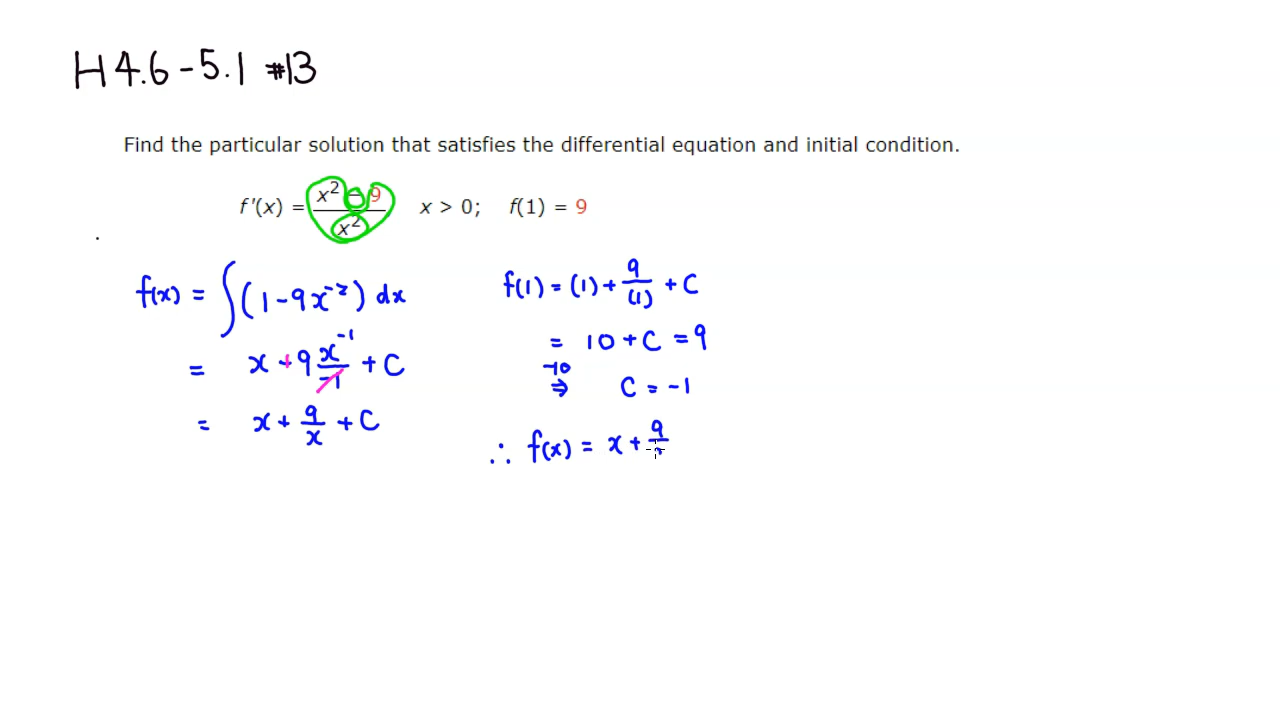 H 4.6-5.1 #13
Find the particular solution that satisfies the differential equation and initial condition.
f'(x) = (x² - 9)/x²   x > 0;   f(1) = 9
f(x) = ∫(1-9x⁻²) dx
= x + 9 x⁻¹/-1 + C
= x + 9/x + C
f(1) = (1) + 9/(1) + C
= 10 + C = 9
-10
⇒ C = -1
∴ f(x) = x + 9/